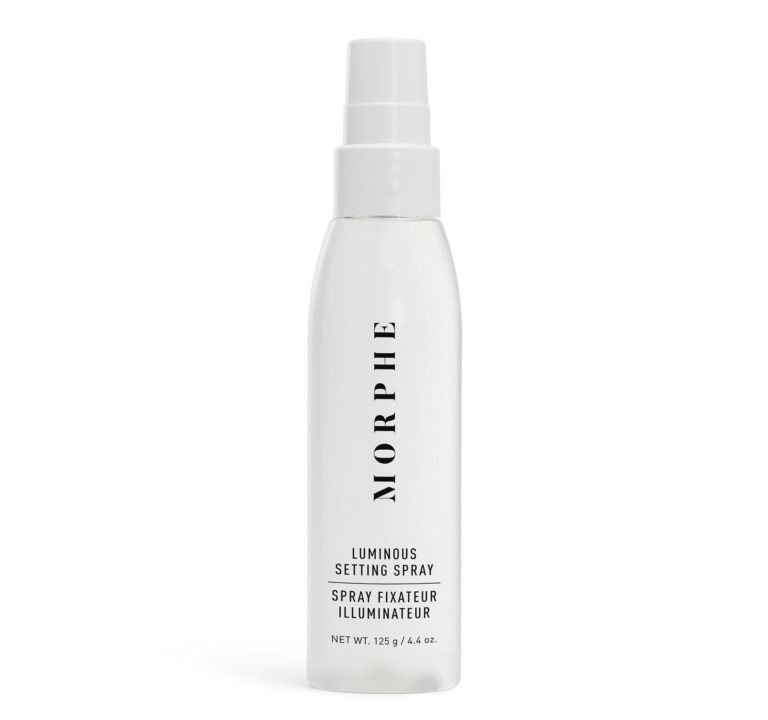 MORPHE
LUMINOUS
SETTING SPRAY
SPRAY FIXATEUR
ILLUMINATEUR
NET WT. 125 g / 4.4 oz.